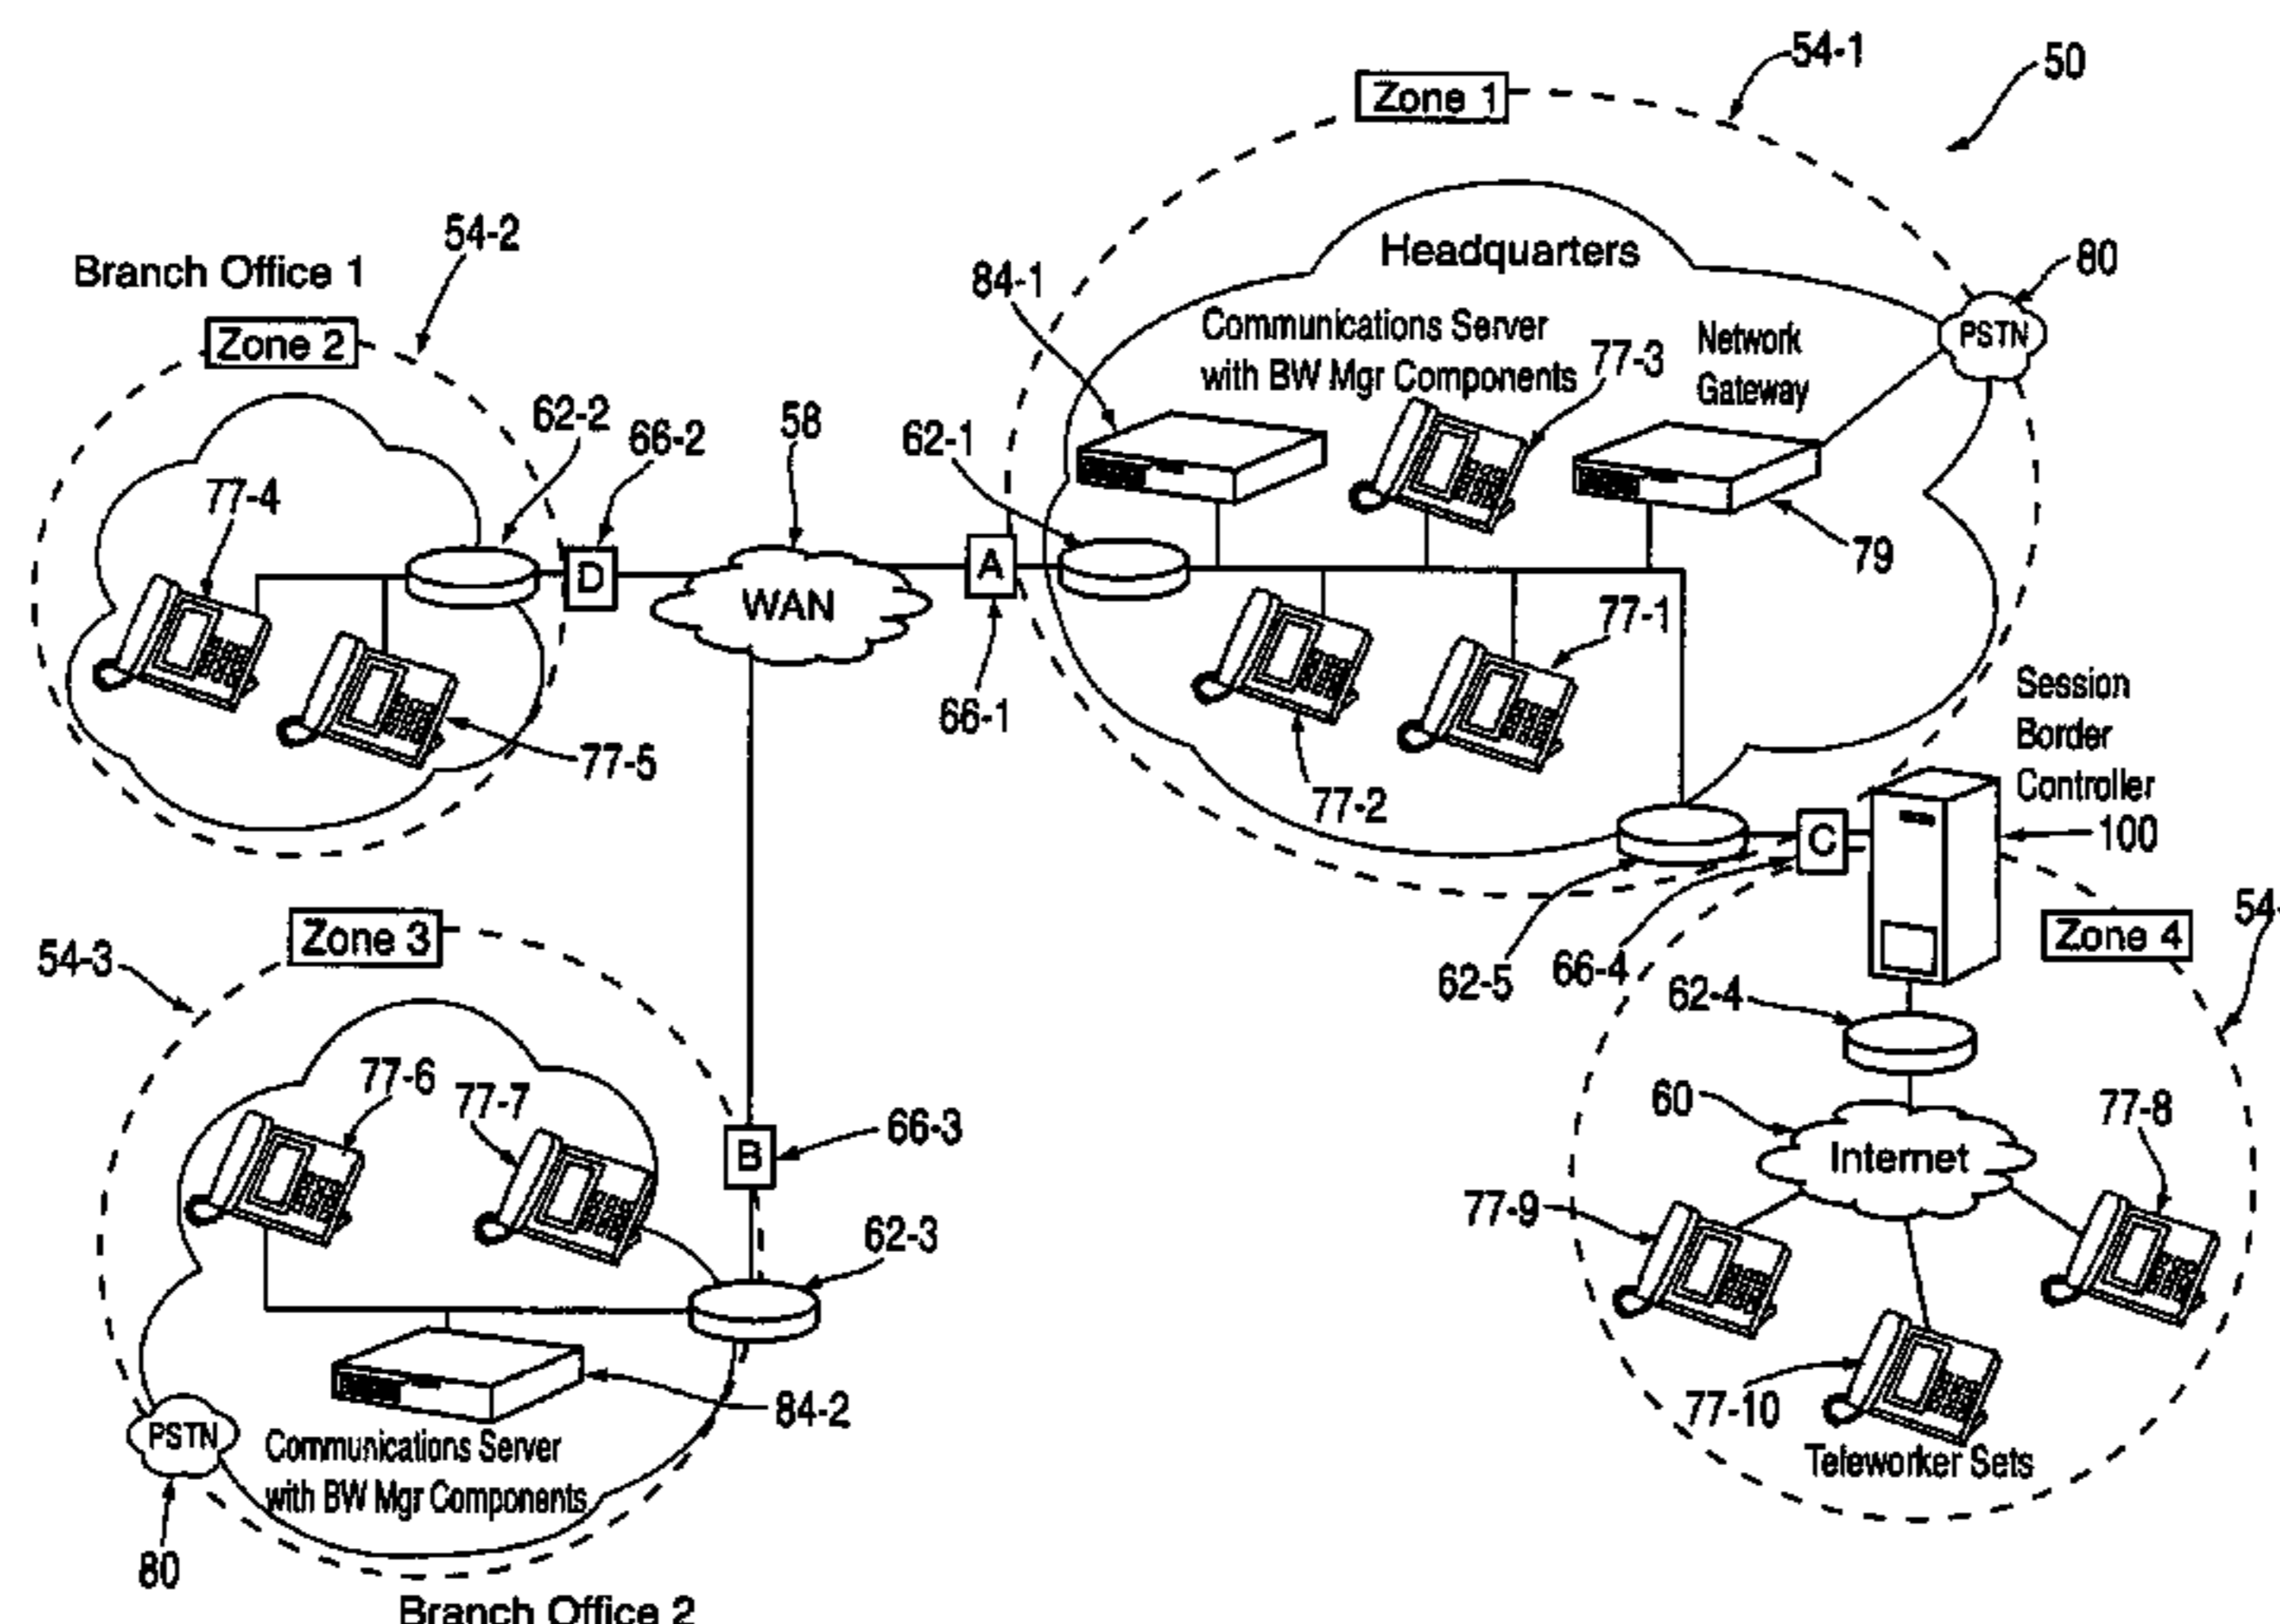 54-1
50
Zone 1
54-2
Branch Office 1
Zone 2
Headquarters
80
84-1
Communications Server
with BW Mgr Components
77-3
Network
Gateway
PSTN
62-2
66-2
58
62-1
77-4
79
D
WAN
A
77-1
66-1
77-5
77-2
Session
Border
Controller
C
100
54-3
Zone 3
62-5
66-4
62-4
Zone 4
54-
77-6
77-7
60
77-8
B
66-3
Internet
77-9
62-3
84-2
77-10
PSTN
Communications Server
with BW Mgr Components
Teleworker Sets
80
Branch Office 2